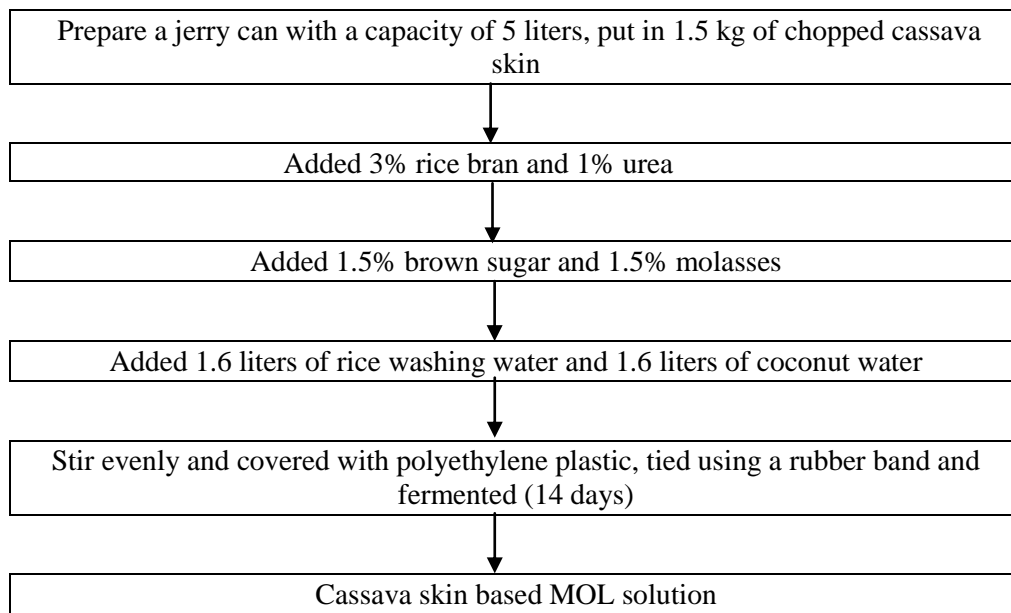 Prepare a jerry can with a capacity of 5 liters, put in 1.5 kg of chopped cassava
skin
Added 3% rice bran and 1% urea
Added 1.5% brown sugar and 1.5% molasses
Added 1.6 liters of rice washing water and 1.6 liters of coconut water
Stir evenly and covered with polyethylene plastic, tied using a rubber band and
fermented (14 days)
Cassava skin based MOL solution